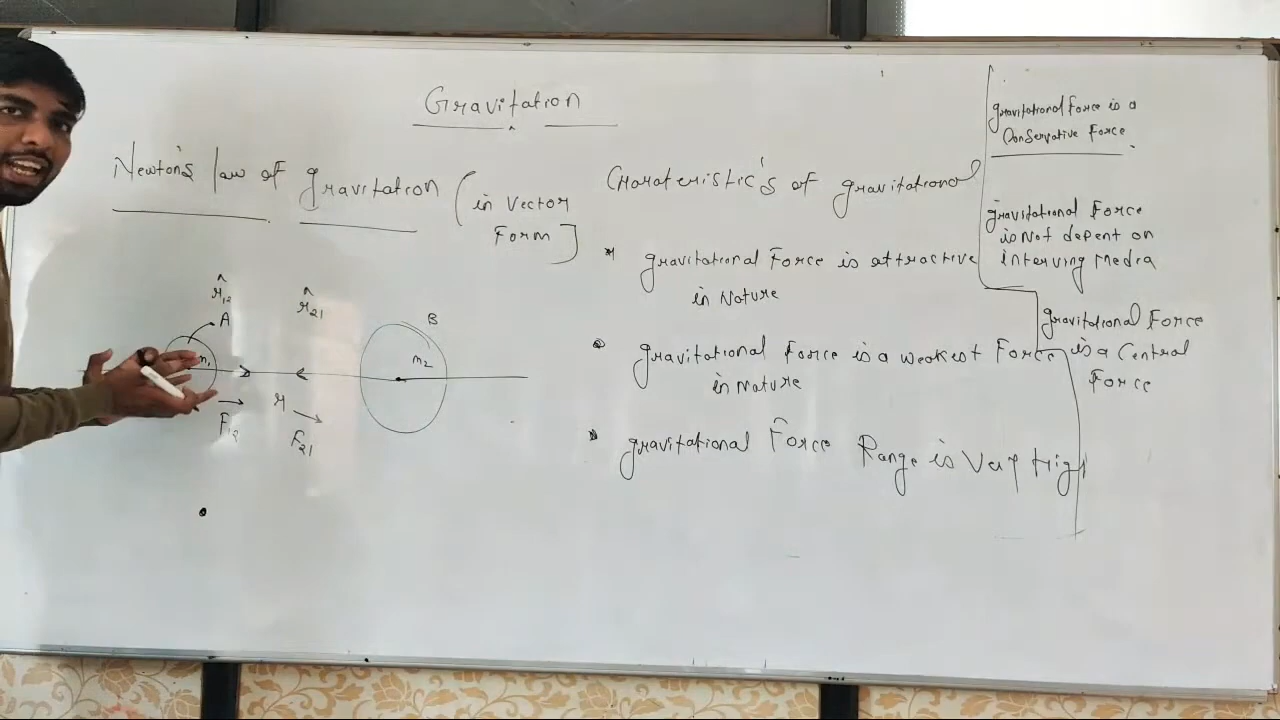 Gravitation
Newton's law of gravitation (in vector
Form]
r̂12
r̂21
A
B
m1
m2
r
F12
F21
Charateristic's of gravitational
* gravitational Force is attractive
in Nature
gravitational Force is a weakest Force
in Nature
gravitational Force Range is Very High
gravitational Force is a
Conservative Force
gravitational Force
is Not depent on
interving Media
gravitational Force
is a Central
Force